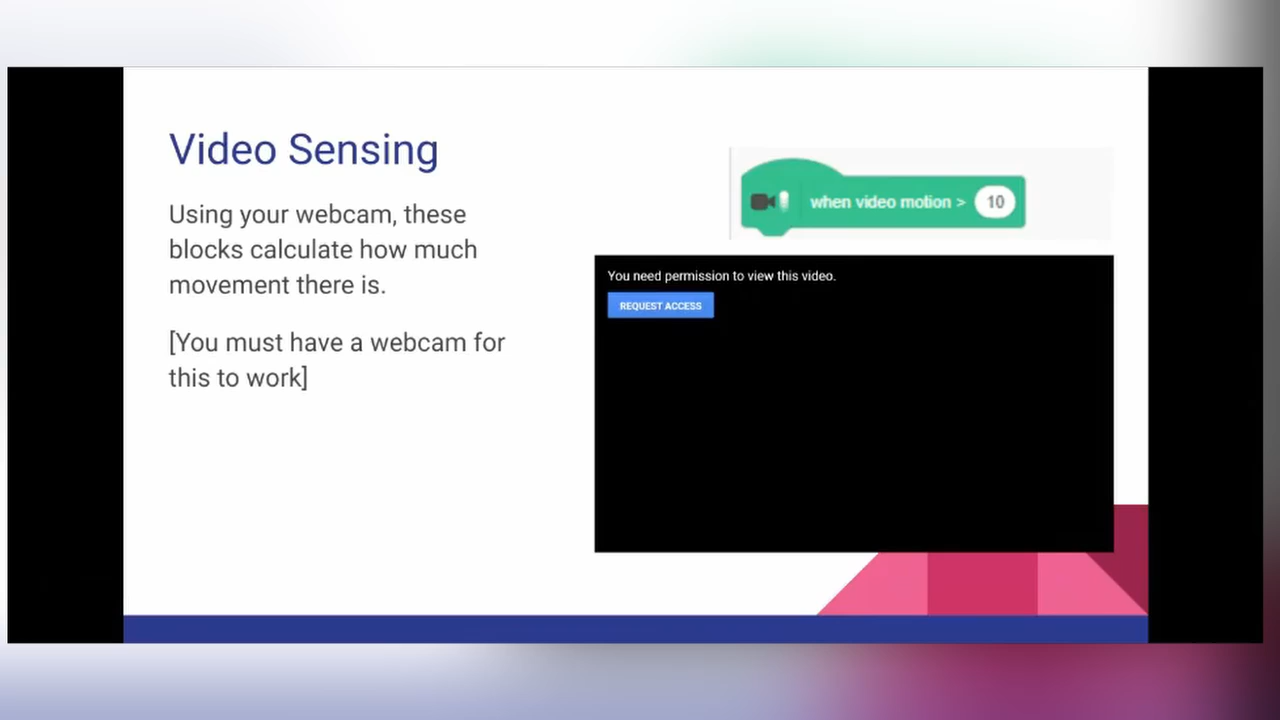 Video Sensing
Using your webcam, these
blocks calculate how much
movement there is.
[You must have a webcam for
this to work]
when video motion > 10
You need permission to view this video.
REQUEST ACCESS